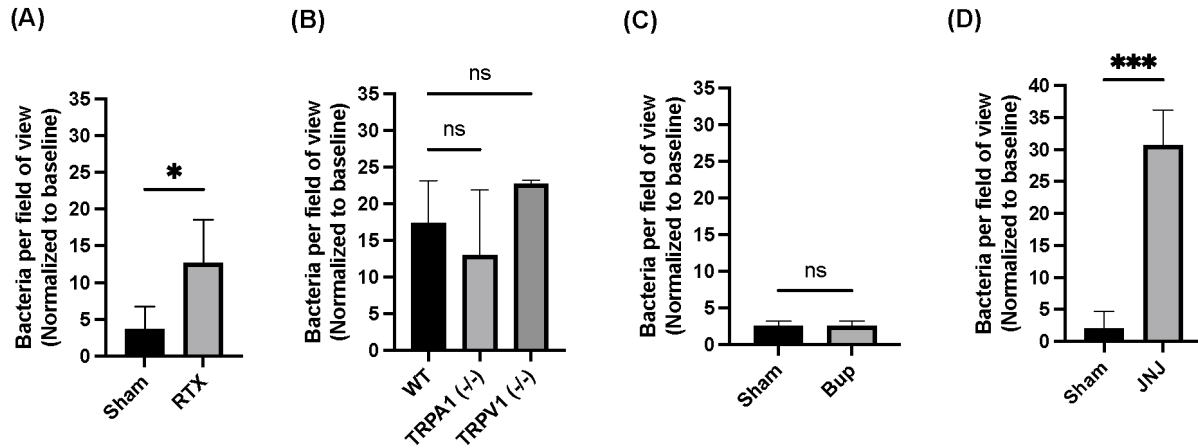 (A)
Bacteria per field of view
(Normalized to baseline)
35
30
25
20
15
10
5
0
*
Sham
RTX
(B)
Bacteria per field of view
(Normalized to baseline)
35
30
25
20
15
10
5
0
ns
ns
WT
TRPA1 (-/-)
TRPV1 (-/-)
(C)
Bacteria per field of view
(Normalized to baseline)
35
30
25
20
15
10
5
0
ns
Sham
Bup
(D)
Bacteria per field of view
(Normalized to baseline)
40
35
30
25
20
15
10
5
0
***
Sham
JNJ